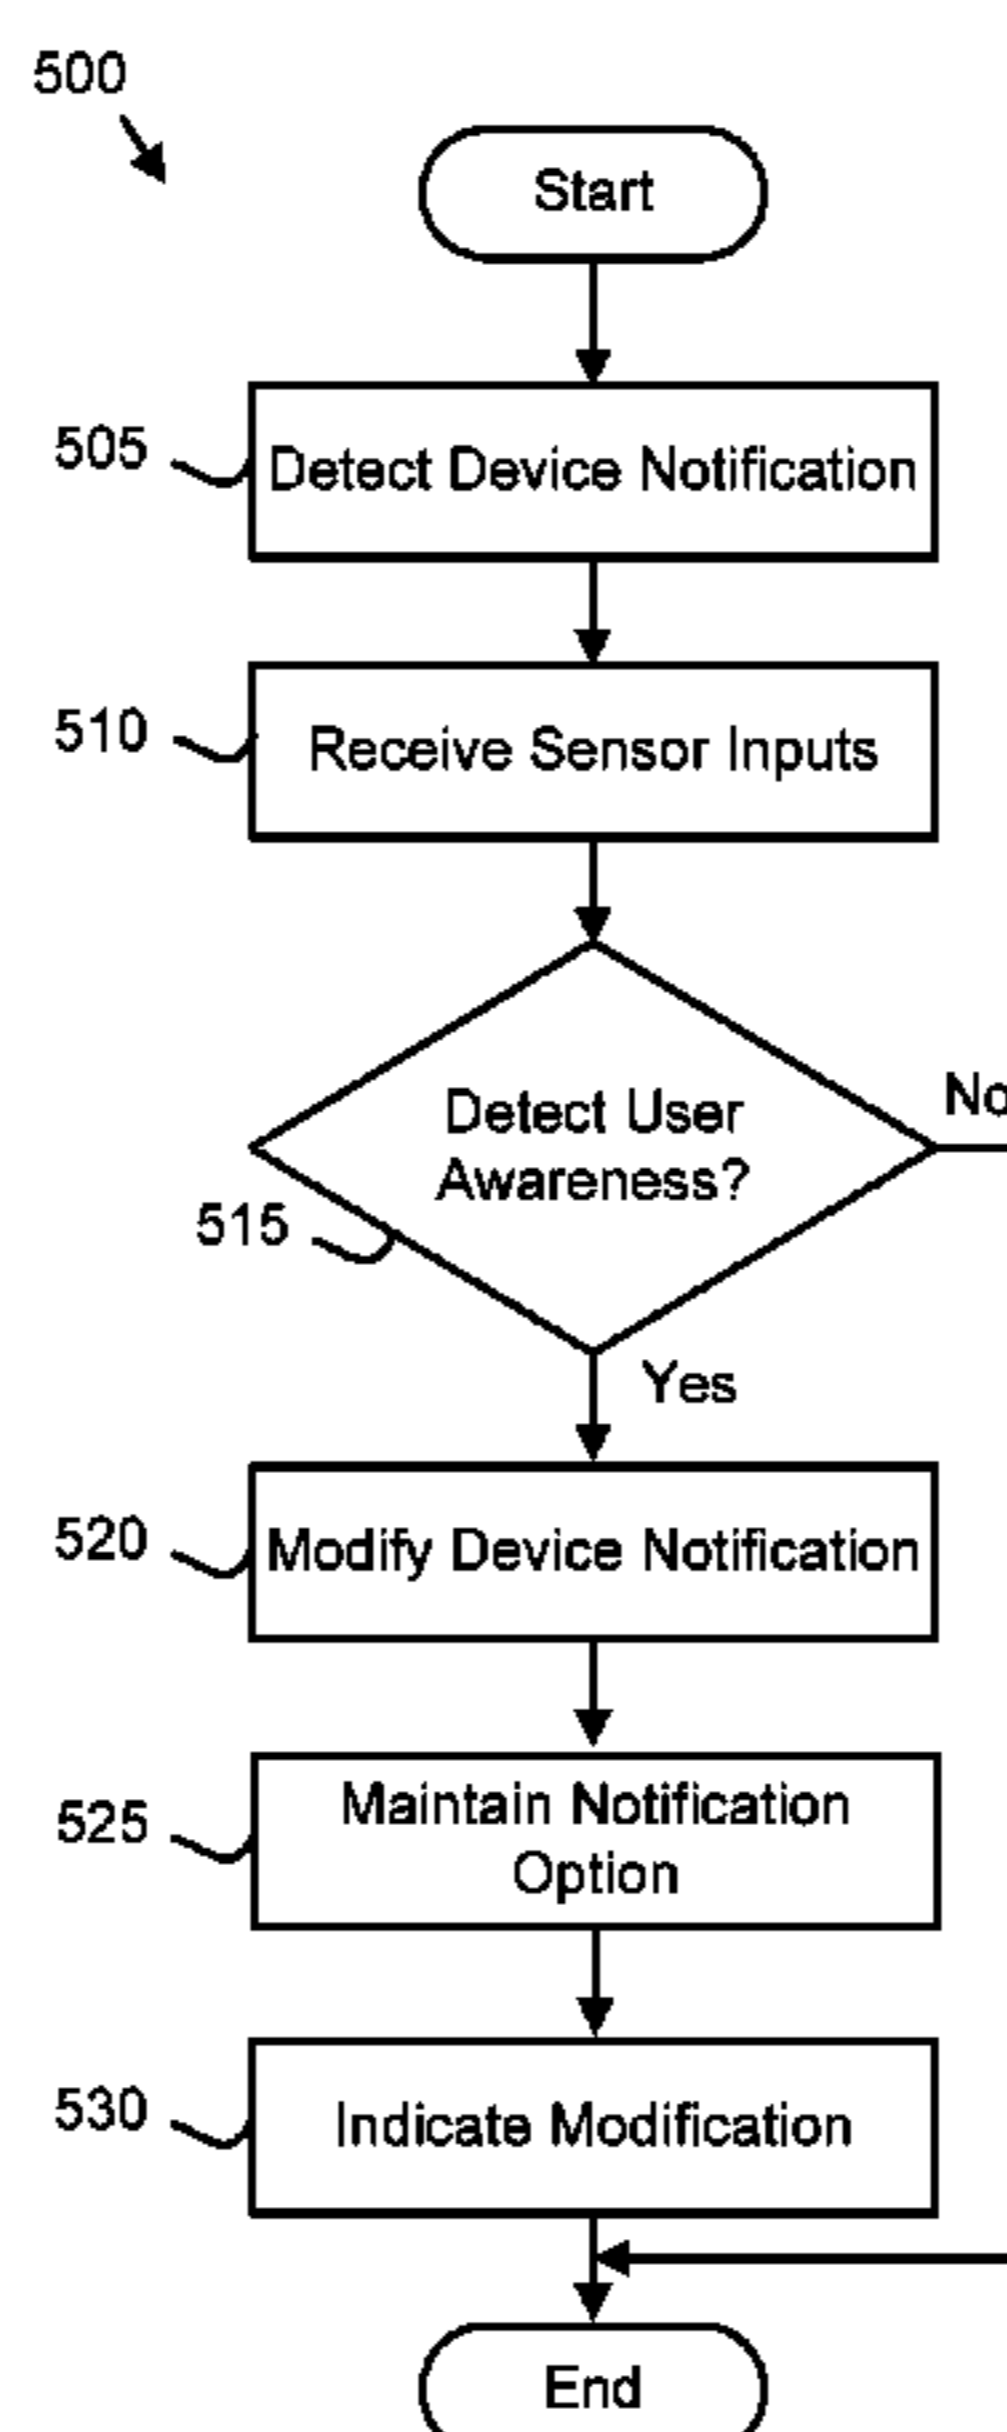 500
Start
505
Detect Device Notification
510
Receive Sensor Inputs
Detect User
Awareness?
No
515
Yes
520
Modify Device Notification
525
Maintain Notification
Option
530
Indicate Modification
End